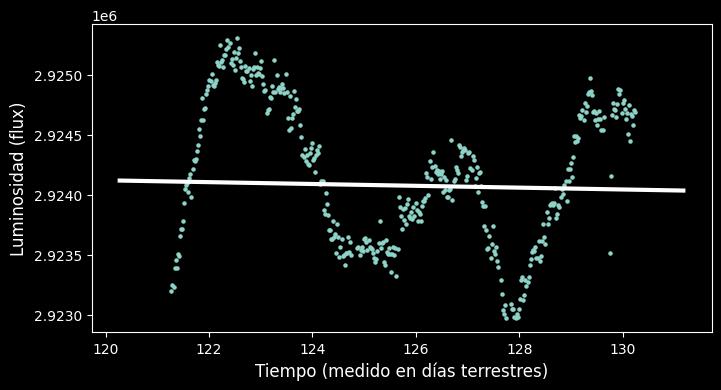 1e6
2.9250
2.9245
2.9240
2.9235
2.9230
Luminosidad (flux)
120 122 124 126 128 130
Tiempo (medido en días terrestres)